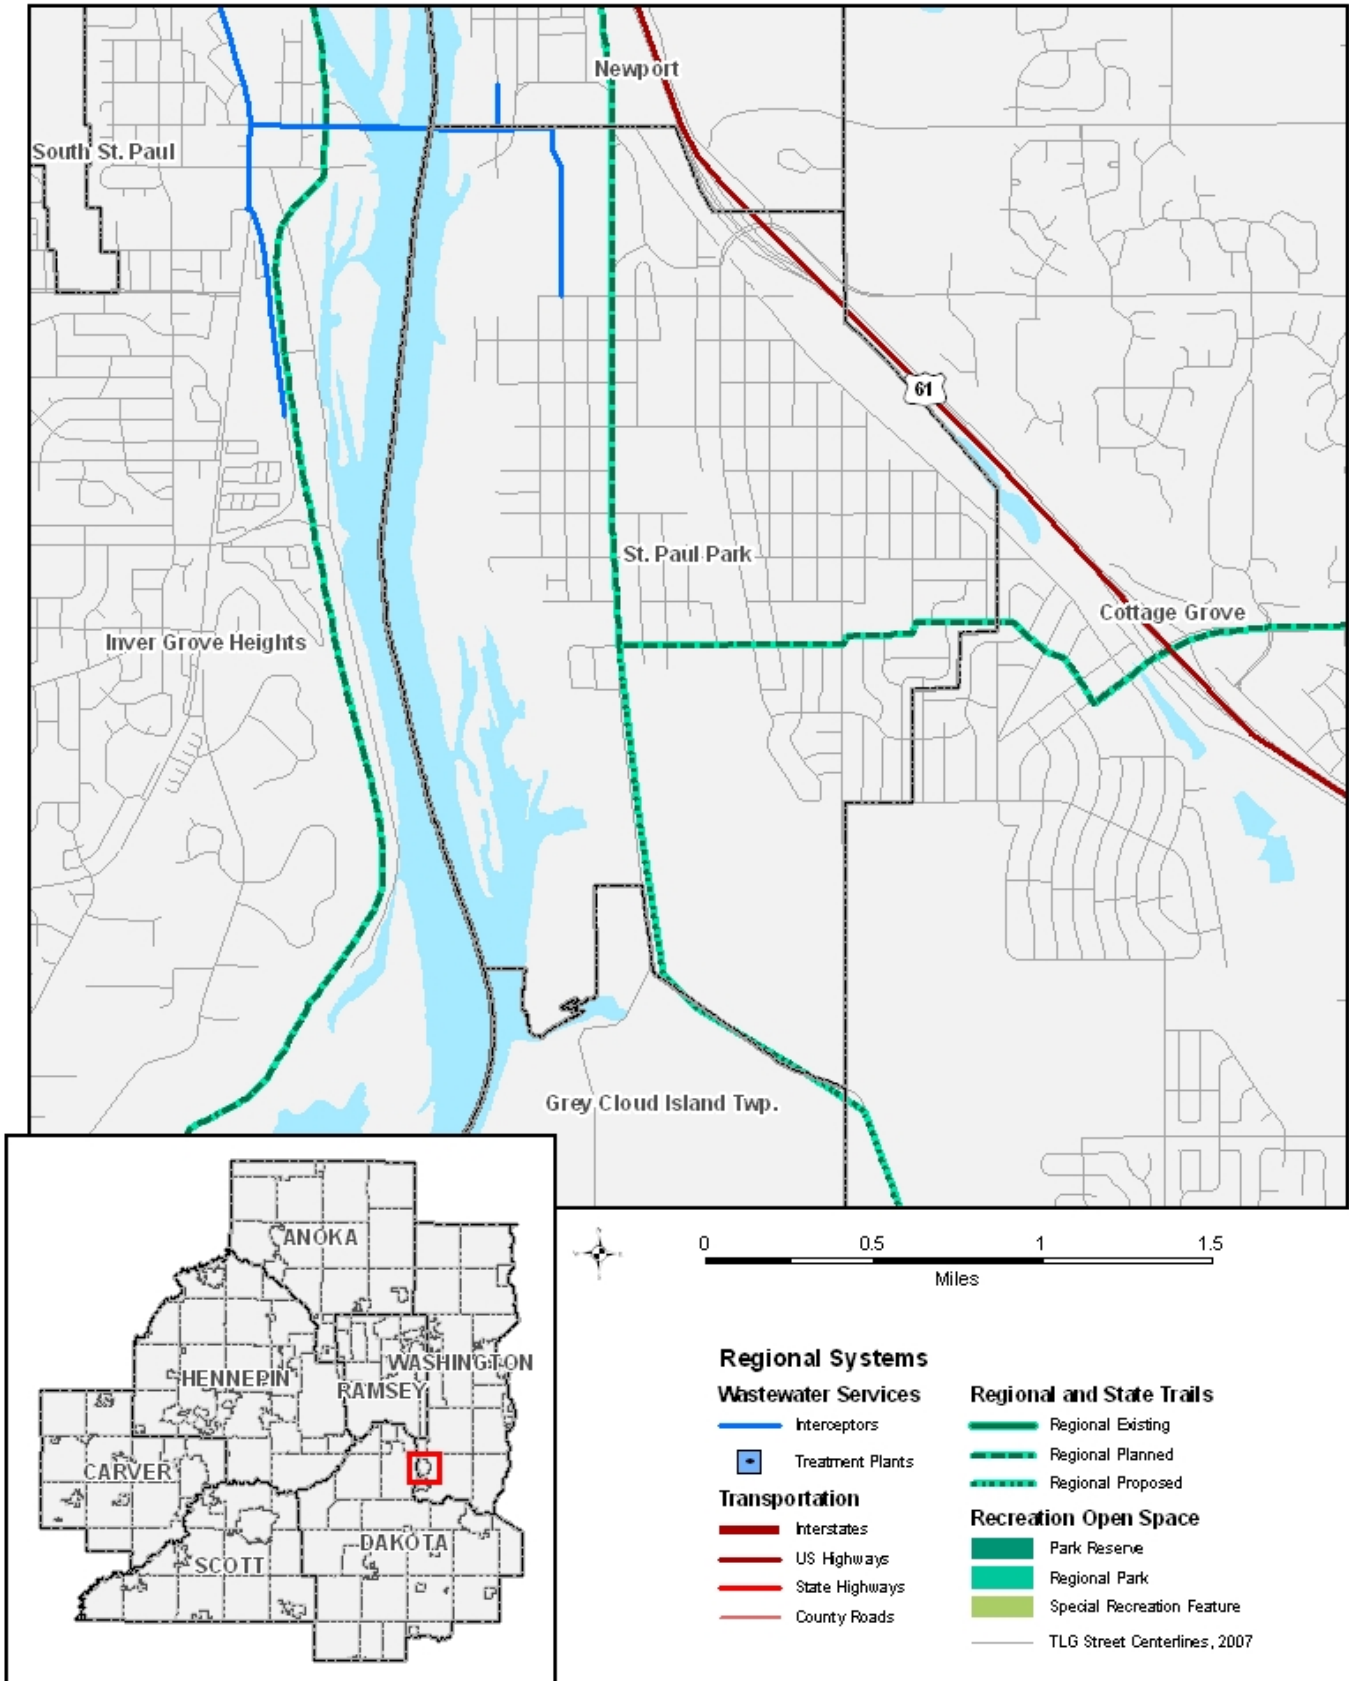 Newport
South St. Paul
61
St. Paul Park
Cottage Grove
Inver Grove Heights
Grey Cloud Island Twp.
ANOKA
HENNEPIN
WASHINGTON
RAMSEY
CARVER
DAKOTA
SCOTT
0 0.5 1 1.5
Miles
Regional Systems
Wastewater Services
Interceptors
Treatment Plants
Transportation
Interstates
US Highways
State Highways
County Roads
Regional and State Trails
Regional Existing
Regional Planned
Regional Proposed
Recreation Open Space
Park Reserve
Regional Park
Special Recreation Feature
TLG Street Centerlines, 2007